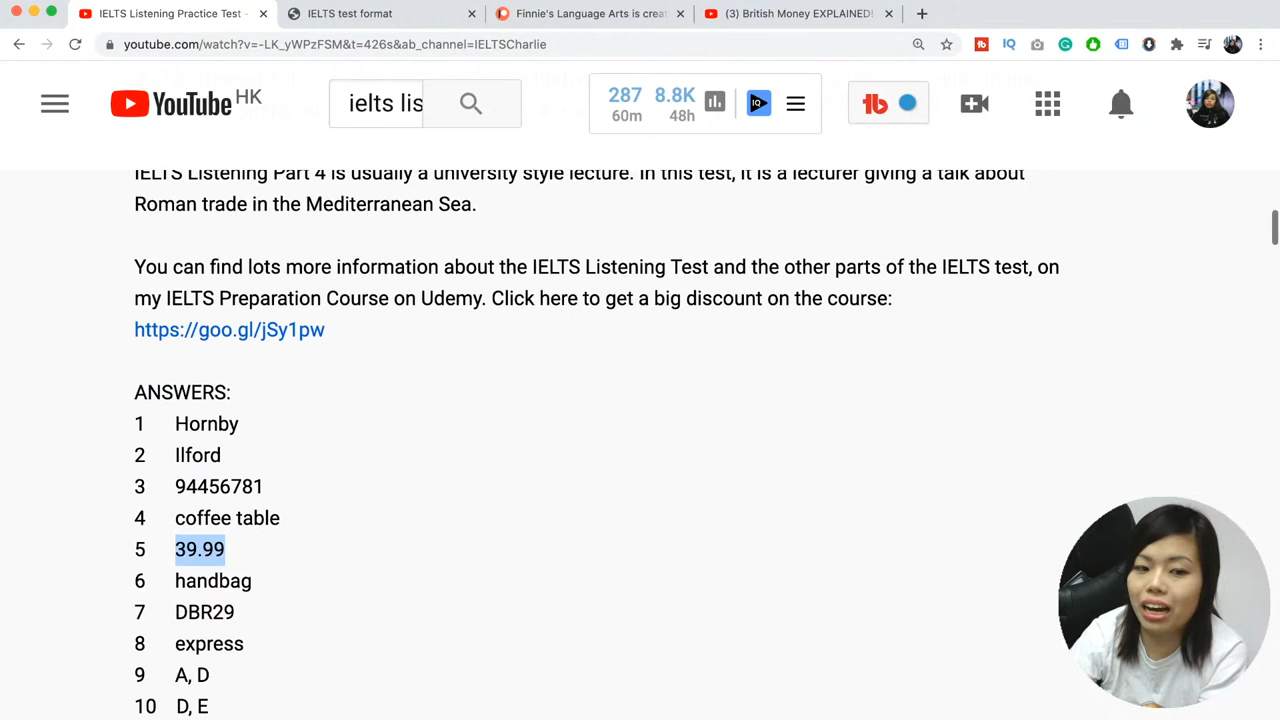 IELTS Listening Practice Test -
IELTS test format
Finnie's Language Arts is creat
(3) British Money EXPLAINED!
youtube.com/watch?v=-LK_yWPzFSM&t=426s&ab_channel=IELTSCharlie
YouTube HK
ielts lis
287 8.8K
60m 48h
IELTS Listening Part 4 is usually a university style lecture. In this test, it is a lecturer giving a talk about
Roman trade in the Mediterranean Sea.
You can find lots more information about the IELTS Listening Test and the other parts of the IELTS test, on
my IELTS Preparation Course on Udemy. Click here to get a big discount on the course:
https://goo.gl/jSy1pw
ANSWERS:
1 Hornby
2 Ilford
3 94456781
4 coffee table
5 39.99
6 handbag
7 DBR29
8 express
9 A, D
10 D, E